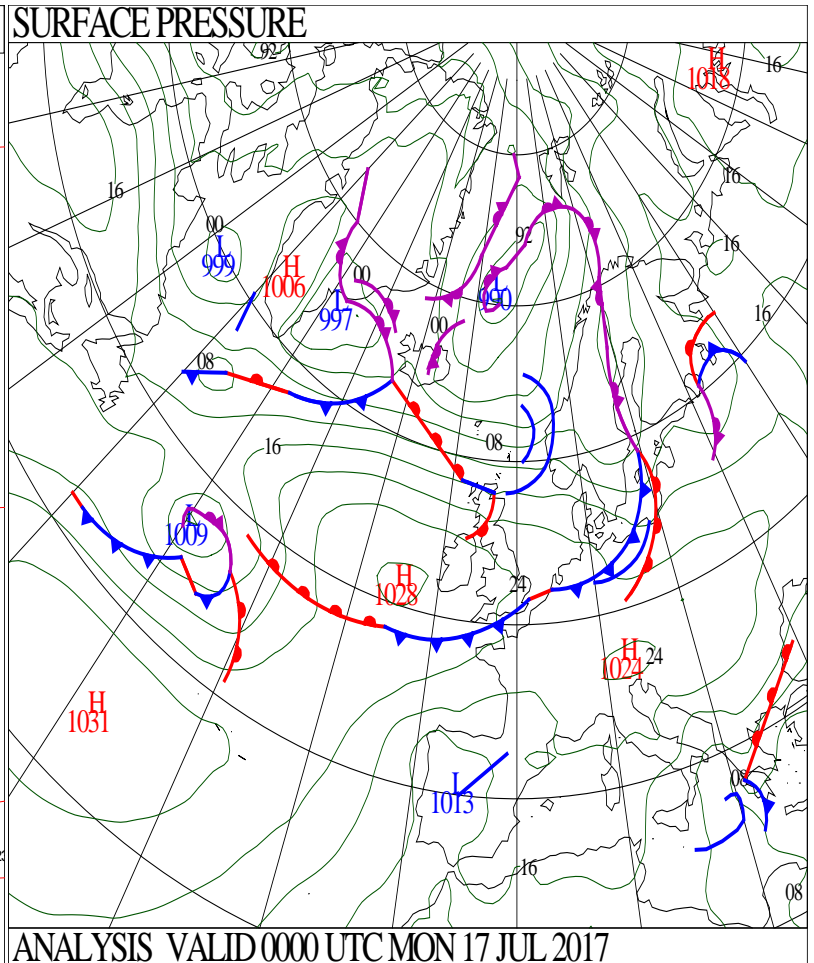 SURFACE PRESSURE
92
H
1018
16
16
16
00
L
999
H
1006
00
L
997
92
L
990
16
00
16
08
08
16
L
1009
H
1028
24
H
1024
24
H
1031
L
1013
08
16
08
ANALYSIS VALID 0000 UTC MON 17 JUL 2017